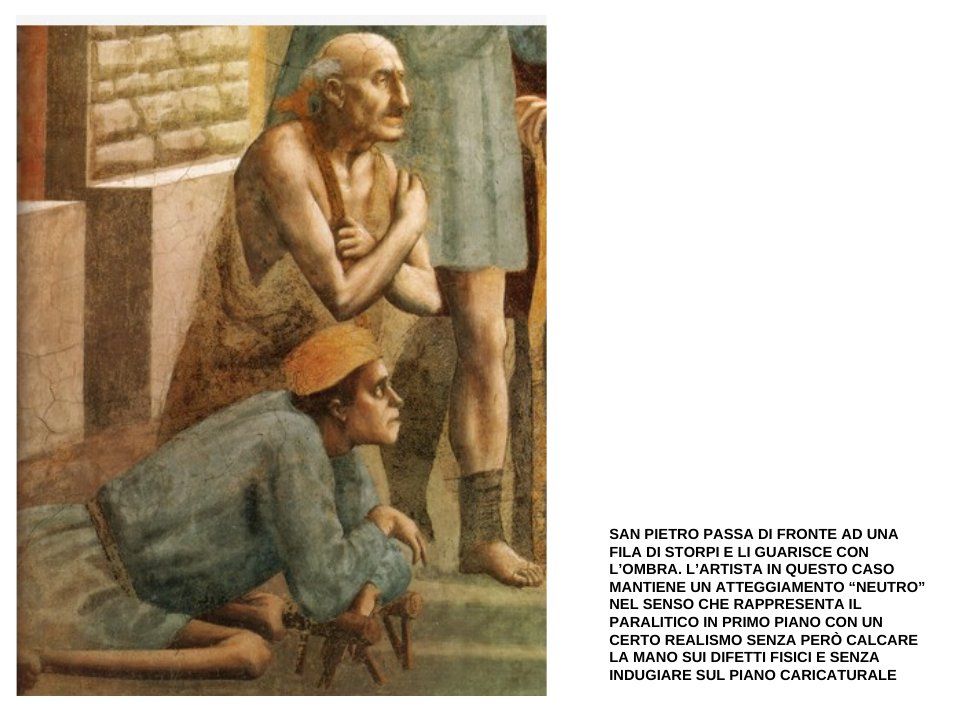 SAN PIETRO PASSA DI FRONTE AD UNA
FILA DI STORPI E LI GUARISCE CON
L’OMBRA. L’ARTISTA IN QUESTO CASO
MANTIENE UN ATTEGGIAMENTO “NEUTRO”
NEL SENSO CHE RAPPRESENTA IL
PARALITICO IN PRIMO PIANO CON UN
CERTO REALISMO SENZA PERÒ CALCARE
LA MANO SUI DIFETTI FISICI E SENZA
INDUGIARE SUL PIANO CARICATURALE